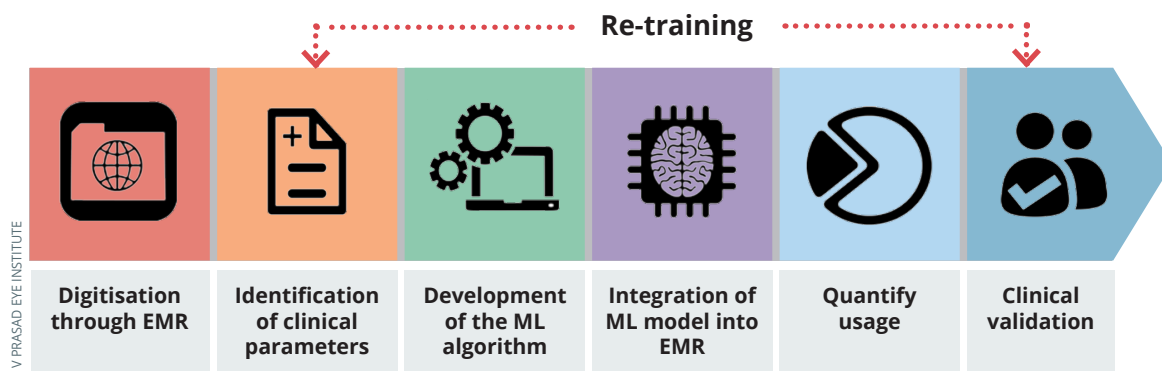 Re-training
Digitisation
through EMR
Identification
of clinical
parameters
Development
of the ML
algorithm
Integration of
ML model into
EMR
Quantify
usage
Clinical
validation
V PRASAD EYE INSTITUTE